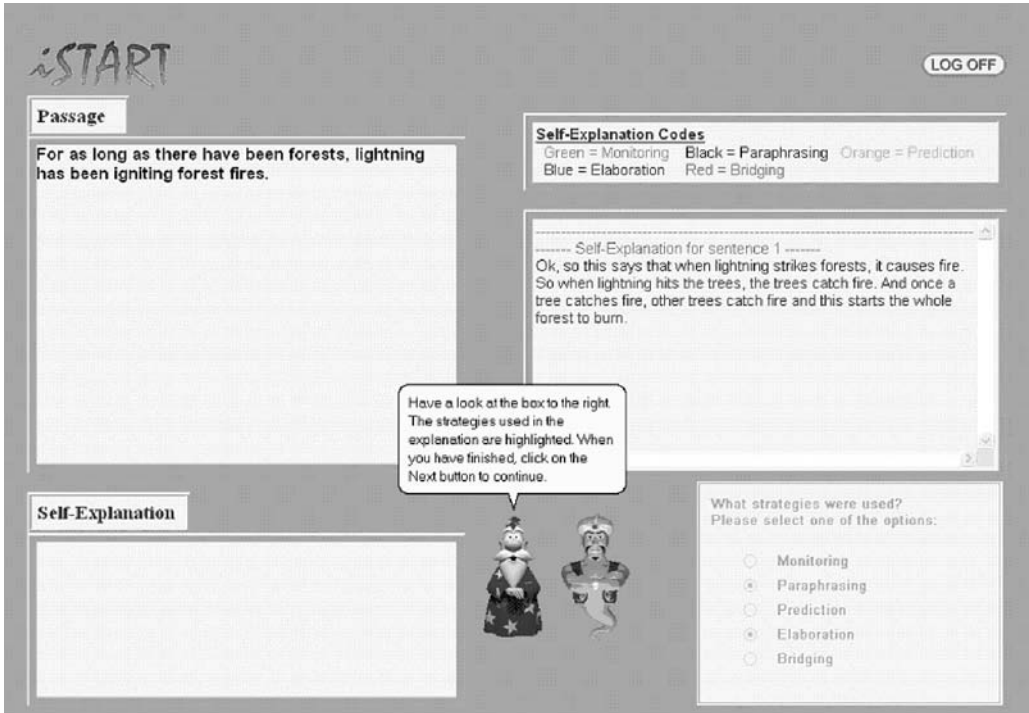 iSTART
LOG OFF
Passage
For as long as there have been forests, lightning
has been igniting forest fires.
Self-Explanation Codes
Green = Monitoring Black = Paraphrasing Orange = Prediction
Blue = Elaboration Red = Bridging
------- Self-Explanation for sentence 1 -------
Ok, so this says that when lightning strikes forests, it causes fire.
So when lightning hits the trees, the trees catch fire. And once a
tree catches fire, other trees catch fire and this starts the whole
forest to burn.
Have a look at the box to the right.
The strategies used in the
explanation are highlighted. When
you have finished, click on the
Next button to continue.
Self-Explanation
What strategies were used?
Please select one of the options:
Monitoring
Paraphrasing
Prediction
Elaboration
Bridging